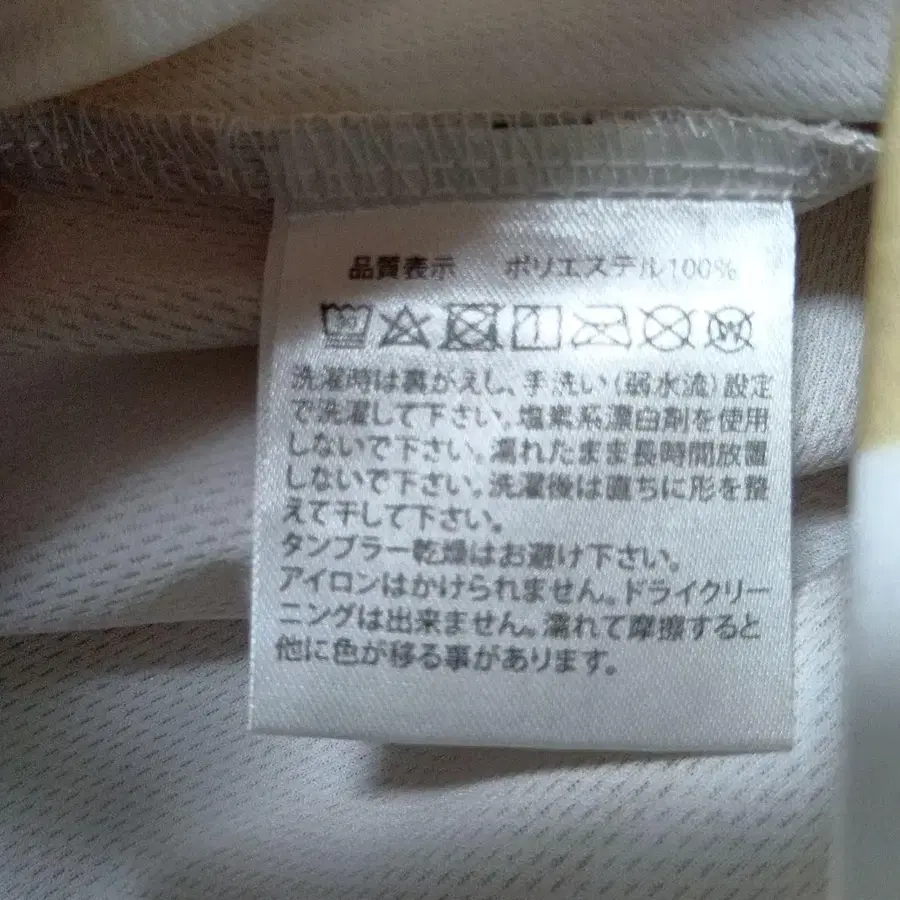 品質表示 ポリエステル100%
洗濯時は裏がえし、手洗い(弱水流)設定
で洗濯して下さい。塩素系漂白剤を使用
しないで下さい。濡れたまま長時間放置
しないで下さい。洗濯後は直ちに形を整
えて干して下さい。
タンブラー乾燥はお避け下さい。
アイロンはかけられません。ドライクリー
ニングは出来ません。濡れて摩擦すると
他に色が移る事があります。